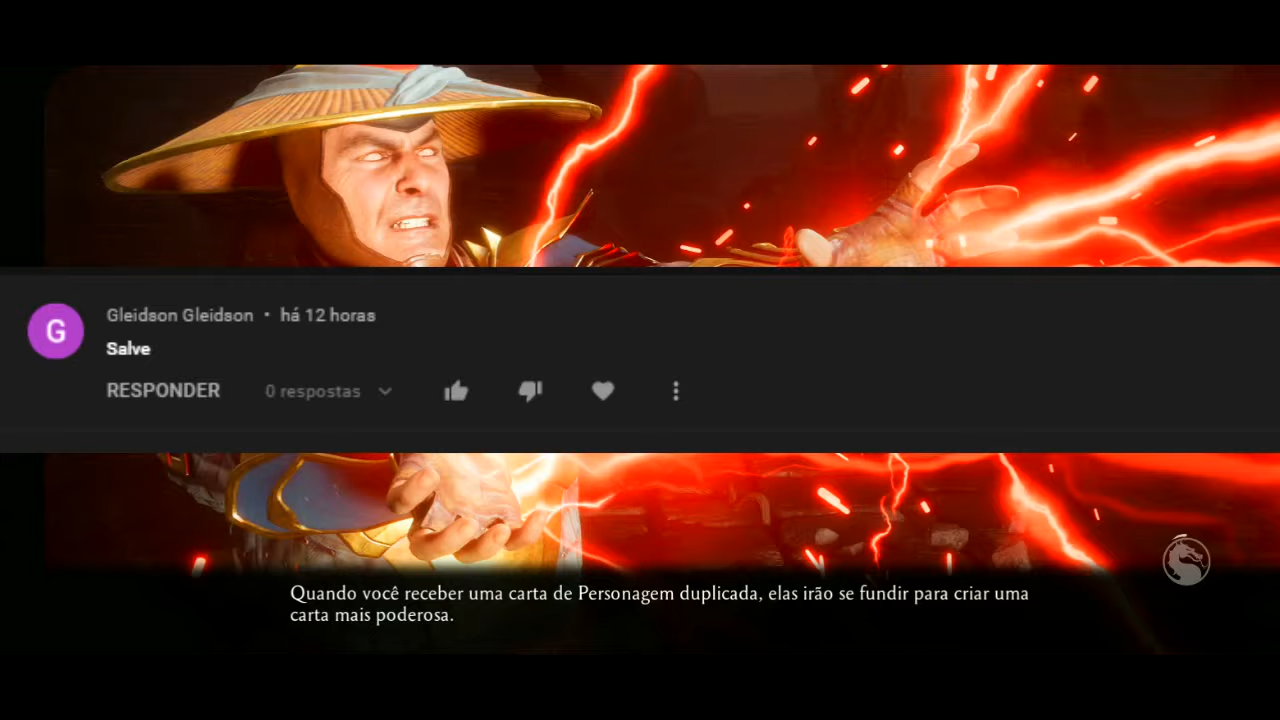 G
Gleidson Gleidson • há 12 horas
Salve
RESPONDER 0 respostas
Quando você receber uma carta de Personagem duplicada, elas irão se fundir para criar uma
carta mais poderosa.